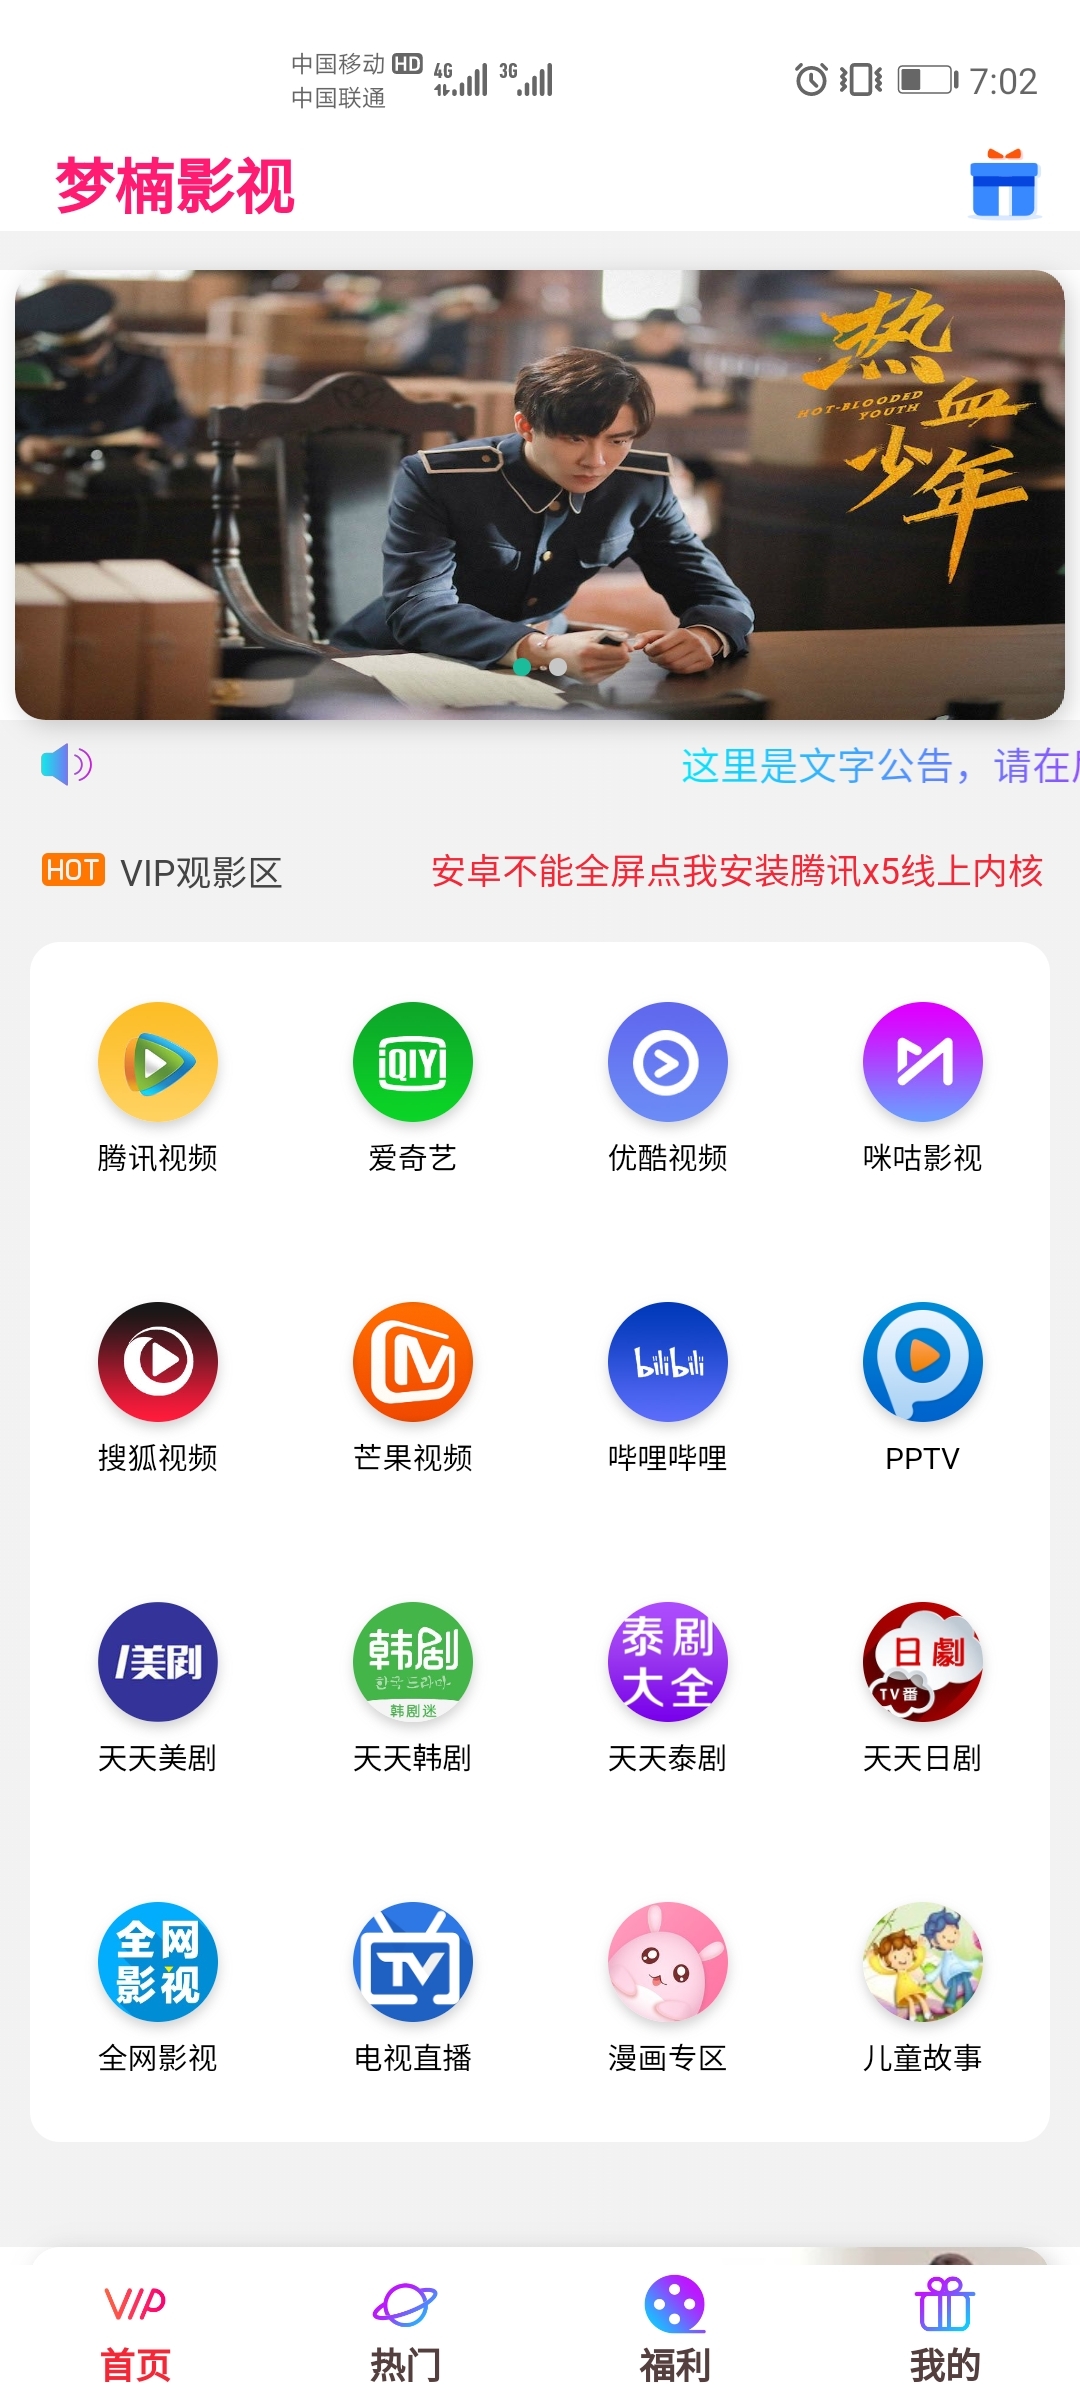 中国移动 HD 4G 3G 7:02
中国联通
梦楠影视
热血少年
HOT-BLOODED
YOUTH
这里是文字公告，请在
HOT VIP观影区 安卓不能全屏点我安装腾讯x5线上内核
iQIYI
腾讯视频 爱奇艺 优酷视频 咪咕影视
bilibili
搜狐视频 芒果视频 哔哩哔哩 PPTV
美剧 韩剧 泰剧 日劇
大全 TV番
韩剧迷
天天美剧 天天韩剧 天天泰剧 天天日剧
全网 TV
影视
全网影视 电视直播 漫画专区 儿童故事
VIP
首页 热门 福利 我的